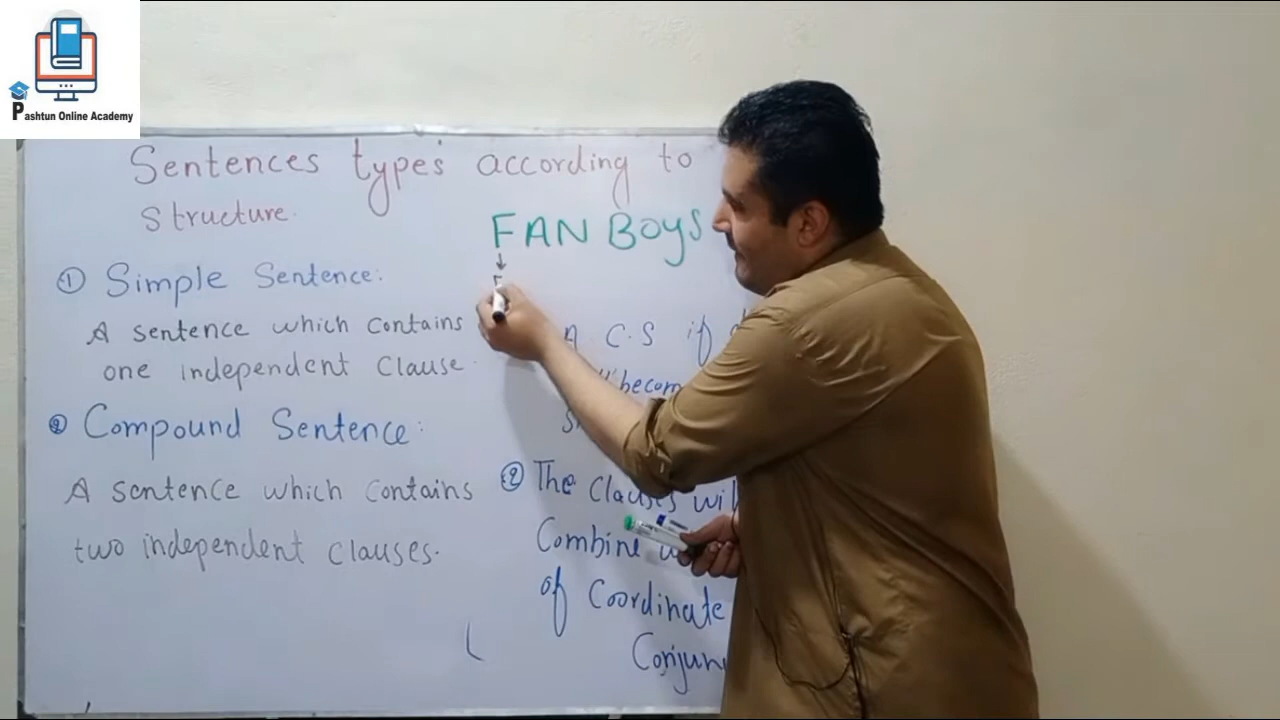 Pashtun Online Academy
Sentences types according to
structure.
FAN BOYS
① Simple Sentence:
A sentence which contains
one independent clause.
② Compound Sentence:
A sentence which contains
two independent clauses.
A C.S if
② The Clauses
Combine
of Coordinate